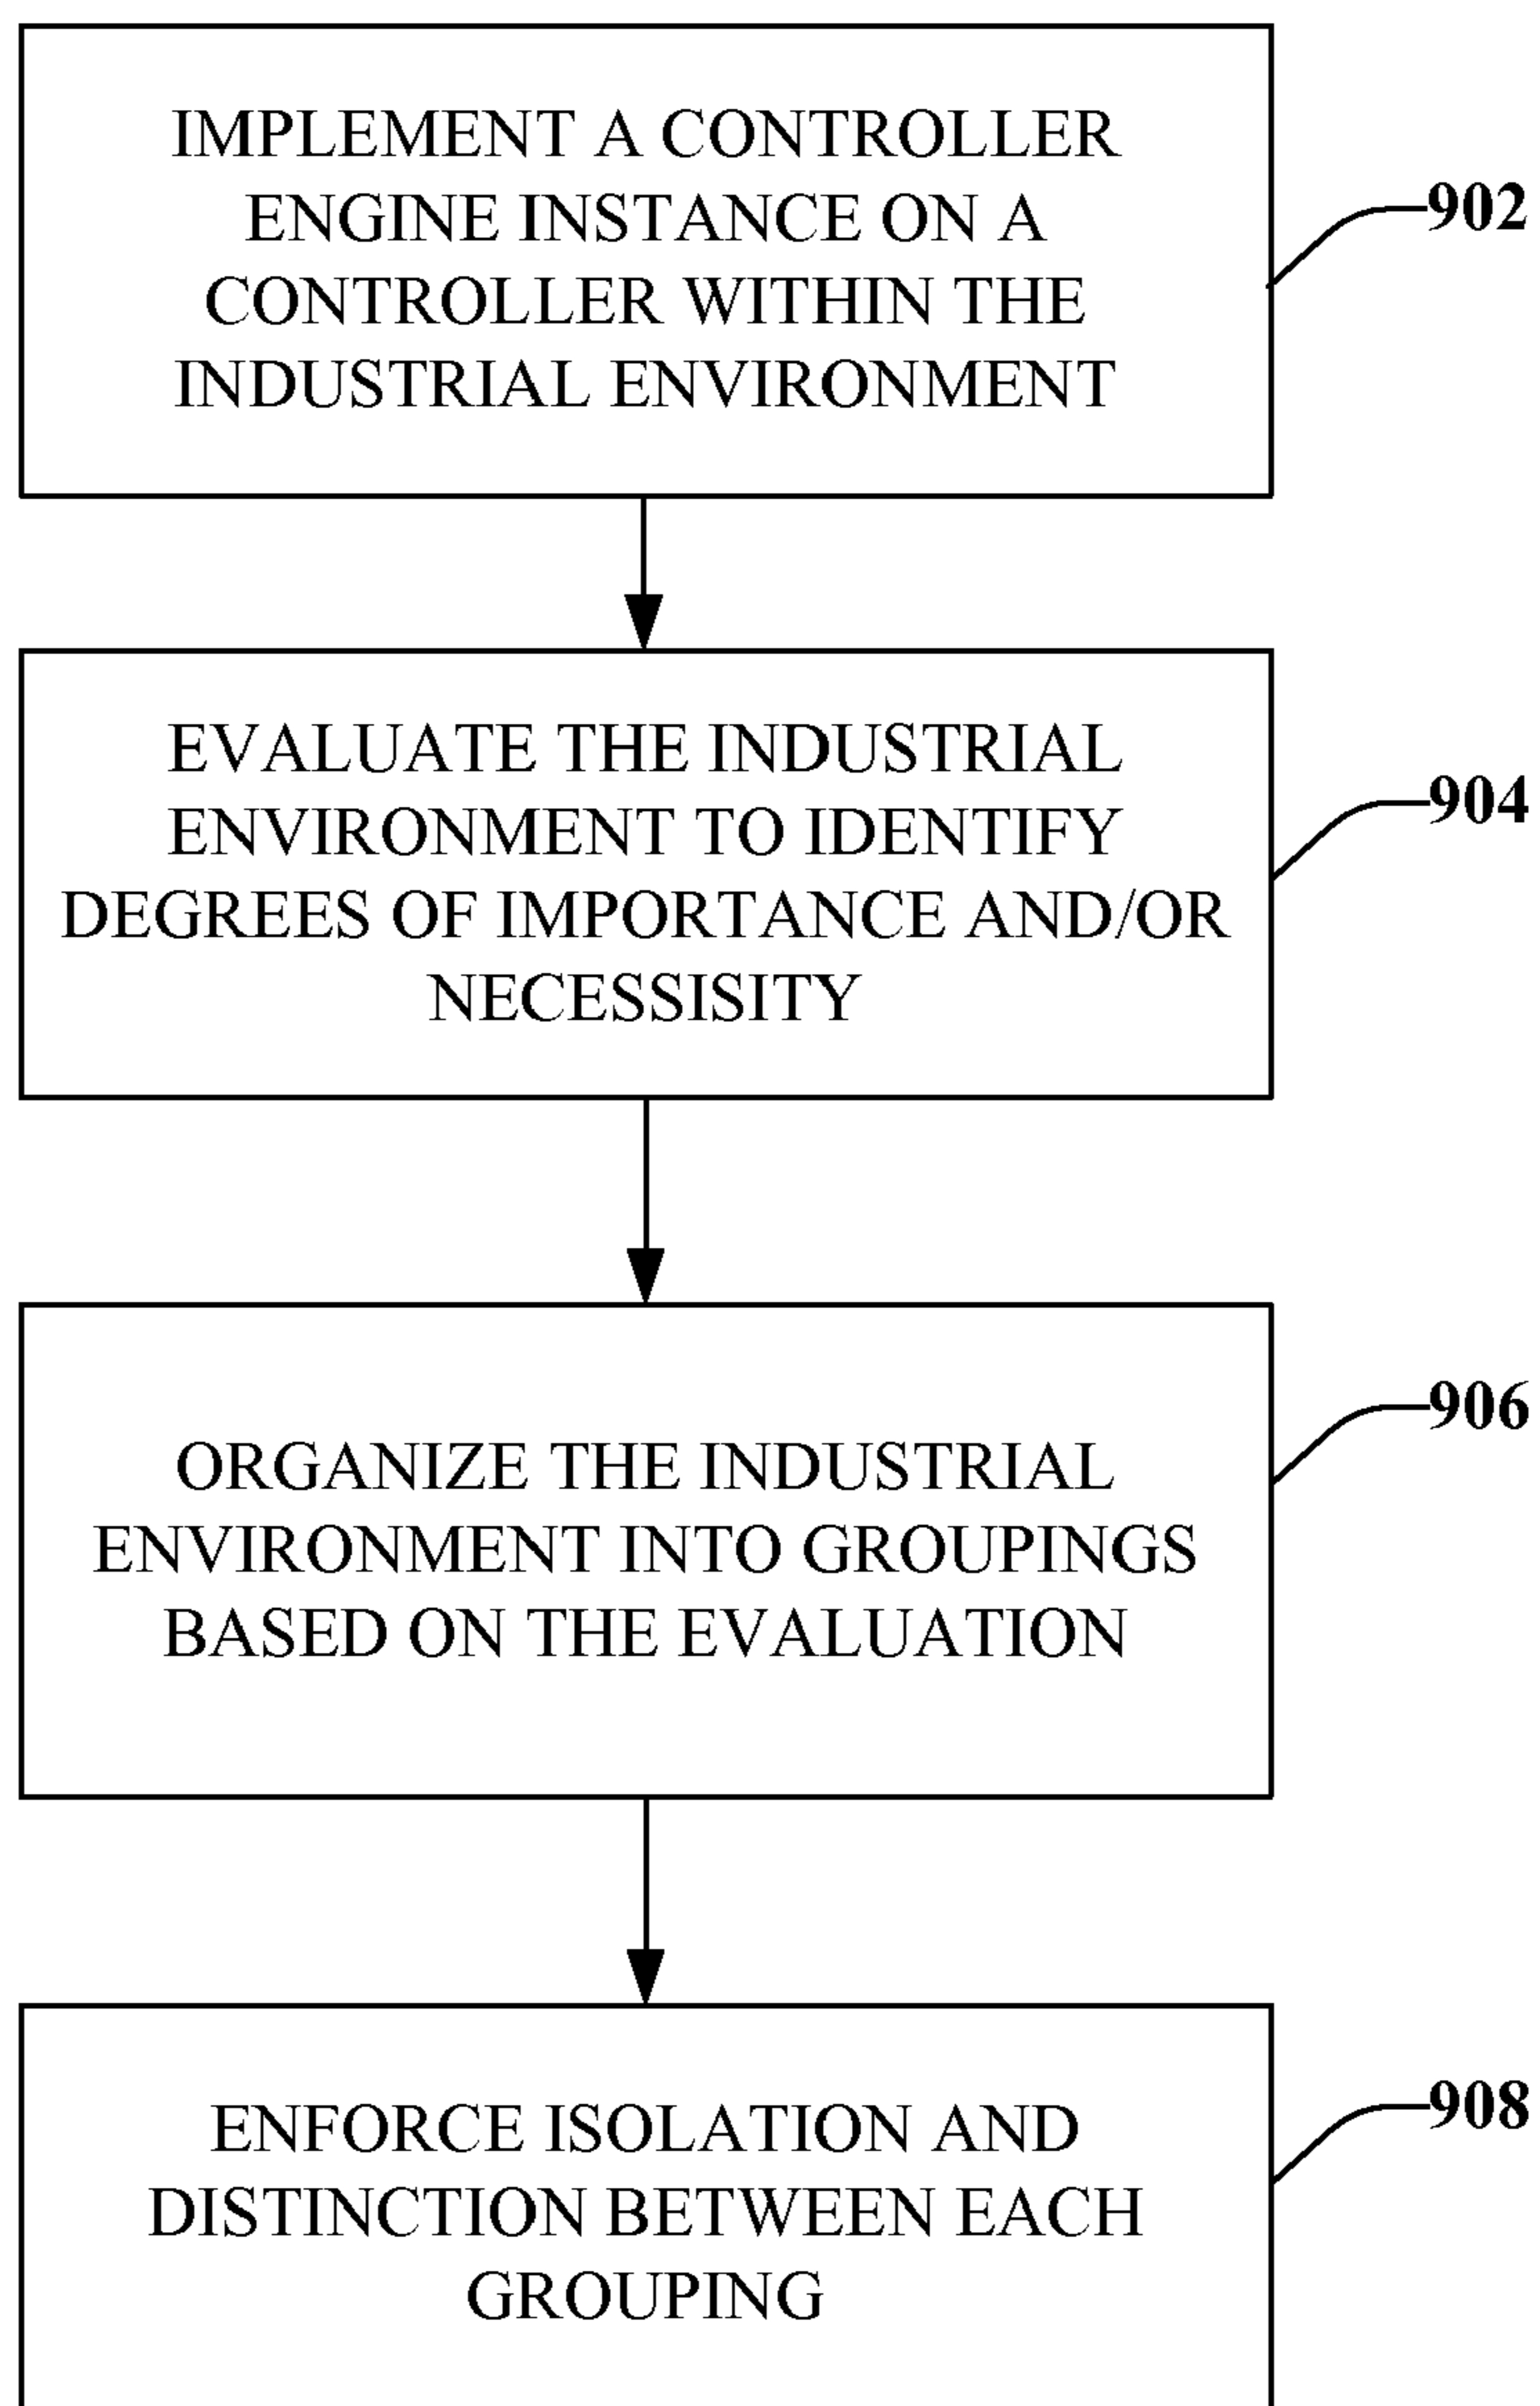 IMPLEMENT A CONTROLLER
ENGINE INSTANCE ON A
CONTROLLER WITHIN THE
INDUSTRIAL ENVIRONMENT
902
EVALUATE THE INDUSTRIAL
ENVIRONMENT TO IDENTIFY
DEGREES OF IMPORTANCE AND/OR
NECESSISITY
904
ORGANIZE THE INDUSTRIAL
ENVIRONMENT INTO GROUPINGS
BASED ON THE EVALUATION
906
ENFORCE ISOLATION AND
DISTINCTION BETWEEN EACH
GROUPING
908